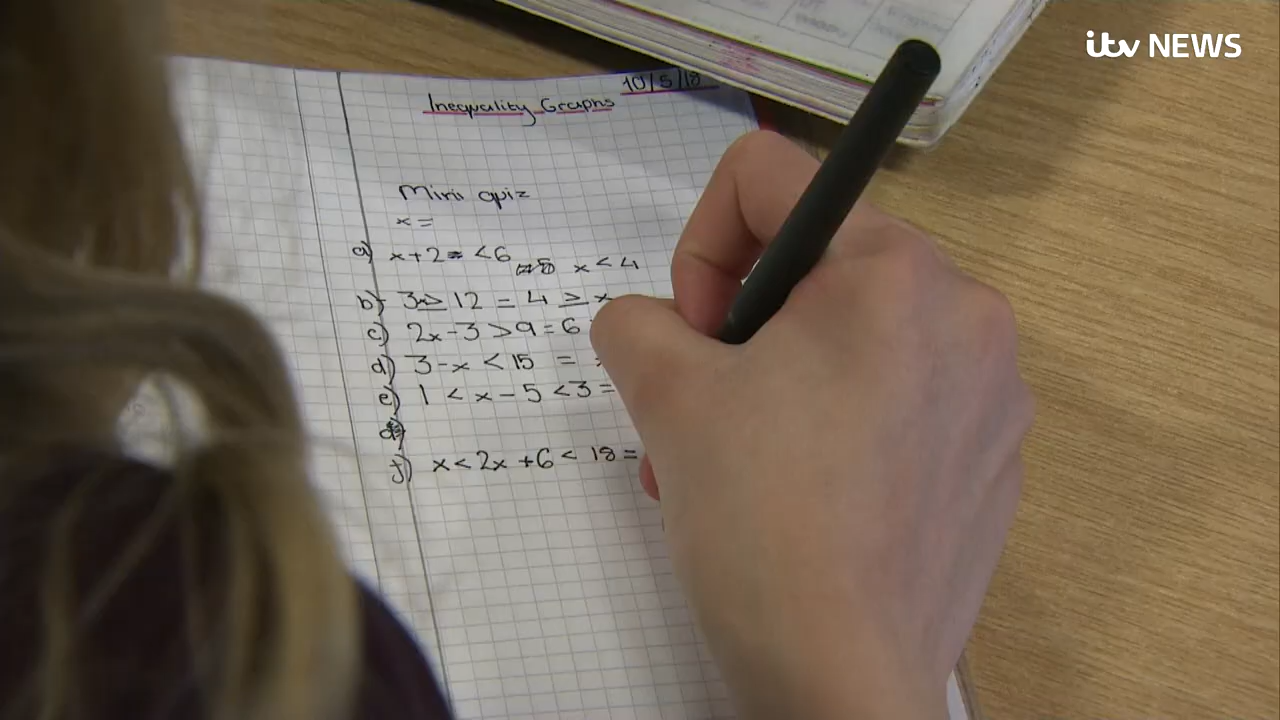 itv NEWS
10/5/18
Inequality Graphs
Mini quiz
x =
a) x + 2 = < 6 x < 4
b) 3x ≥ 12 = 4 ≥ x
c) 2x - 3 > 9 = 6
d) 3 - x < 15 =
e) 1 < x - 5 < 3 =
f) x < 2x + 6 < 18 =